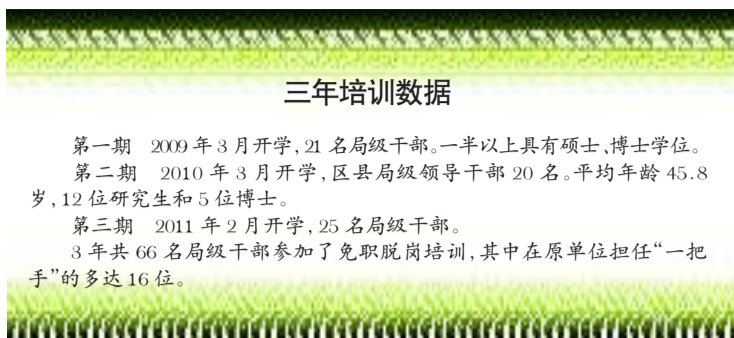 三年培训数据
第一期 2009年3月开学,21名局级干部。一半以上具有硕士、博士学位。
第二期 2010年3月开学,区县局级领导干部20名。平均年龄45.8
岁,12位研究生和5位博士。
第三期 2011年2月开学,25名局级干部。
3年共66名局级干部参加了免职脱岗培训,其中在原单位担任“一把
手”的多达16位。